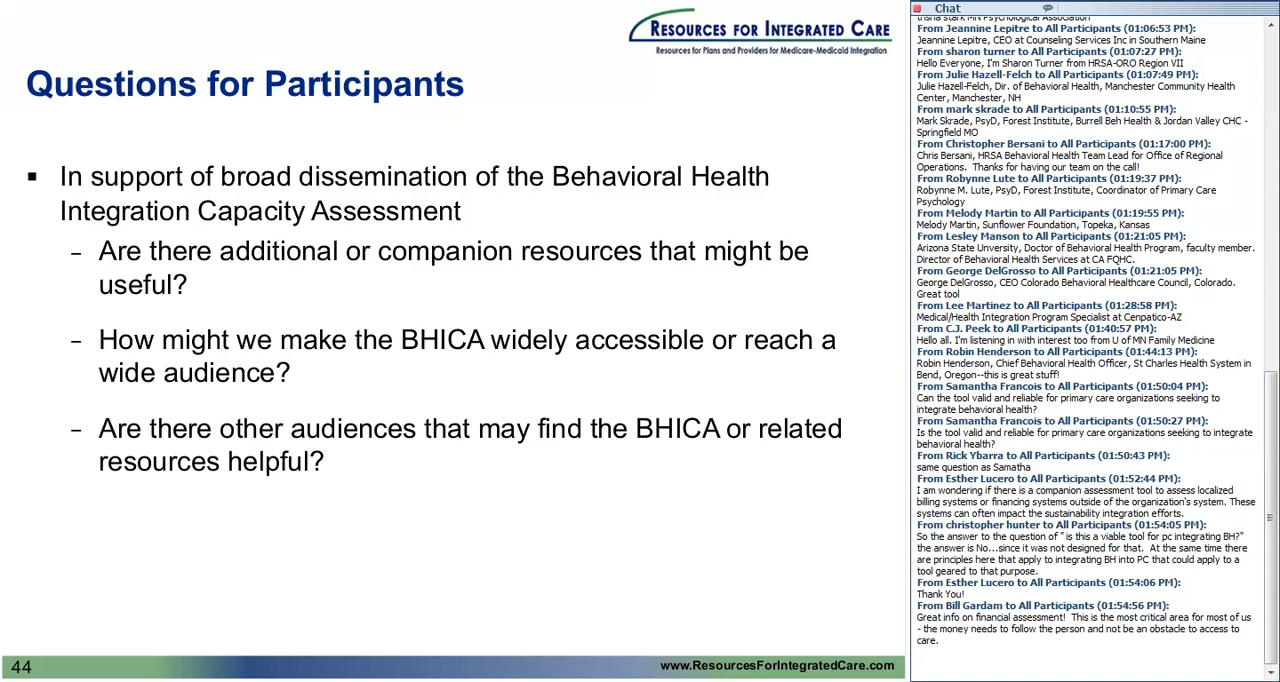 RESOURCES FOR INTEGRATED CARE
Resources for Plans and Providers for Medicare-Medicaid Integration
Questions for Participants
▪ In support of broad dissemination of the Behavioral Health
Integration Capacity Assessment
– Are there additional or companion resources that might be
useful?
– How might we make the BHICA widely accessible or reach a
wide audience?
– Are there other audiences that may find the BHICA or related
resources helpful?
44
www.ResourcesForIntegratedCare.com
Chat
trisha stark MN Psychological Association
From Jeannine Lepitre to All Participants (01:06:53 PM):
Jeannine Lepitre, CEO at Counseling Services Inc in Southern Maine
From sharon turner to All Participants (01:07:27 PM):
Hello Everyone, I'm Sharon Turner from HRSA-ORO Region VII
From Julie Hazell-Felch to All Participants (01:07:49 PM):
Julie Hazell-Felch, Dir. of Behavioral Health, Manchester Community Health
Center, Manchester, NH
From mark skrade to All Participants (01:10:55 PM):
Mark Skrade, PsyD, Forest Institute, Burrell Beh Health & Jordan Valley CHC -
Springfield MO
From Christopher Bersani to All Participants (01:17:00 PM):
Chris Bersani, HRSA Behavioral Health Team Lead for Office of Regional
Operations. Thanks for having our team on the call!
From Robynne Lute to All Participants (01:19:37 PM):
Robynne M. Lute, PsyD, Forest Institute, Coordinator of Primary Care
Psychology
From Melody Martin to All Participants (01:19:55 PM):
Melody Martin, Sunflower Foundation, Topeka, Kansas
From Lesley Manson to All Participants (01:21:05 PM):
Arizona State Unversity, Doctor of Behavioral Health Program, faculty member.
Director of Behavioral Health Services at CA FQHC.
From George DelGrosso to All Participants (01:21:05 PM):
George DelGrosso, CEO Colorado Behavioral Healthcare Council, Colorado.
Great tool
From Lee Martinez to All Participants (01:28:58 PM):
Medical/Health Integration Program Specialist at Cenpatico-AZ
From C.J. Peek to All Participants (01:40:57 PM):
Hello all. I'm listening in with interest too from U of MN Family Medicine
From Robin Henderson to All Participants (01:44:13 PM):
Robin Henderson, Chief Behavioral Health Officer, St Charles Health System in
Bend, Oregon--this is great stuff!
From Samantha Francois to All Participants (01:50:04 PM):
Can the tool valid and reliable for primary care organizations seeking to
integrate behavioral health?
From Samantha Francois to All Participants (01:50:27 PM):
Is the tool valid and reliable for primary care organizations seeking to integrate
behavioral health?
From Rick Ybarra to All Participants (01:50:43 PM):
same question as Samatha
From Esther Lucero to All Participants (01:52:44 PM):
I am wondering if there is a companion assessment tool to assess localized
billing systems or financing systems outside of the organization's system. These
systems can often impact the sustainability integration efforts.
From christopher hunter to All Participants (01:54:05 PM):
So the answer to the question of " is this a viable tool for pc integrating BH?"
the answer is No...since it was not designed for that. At the same time there
are principles here that apply to integrating BH into PC that could apply to a
tool geared to that purpose.
From Esther Lucero to All Participants (01:54:06 PM):
Thank You!
From Bill Gardam to All Participants (01:54:56 PM):
Great info on financial assessment! This is the most critical area for most of us
- the money needs to follow the person and not be an obstacle to access to
care.